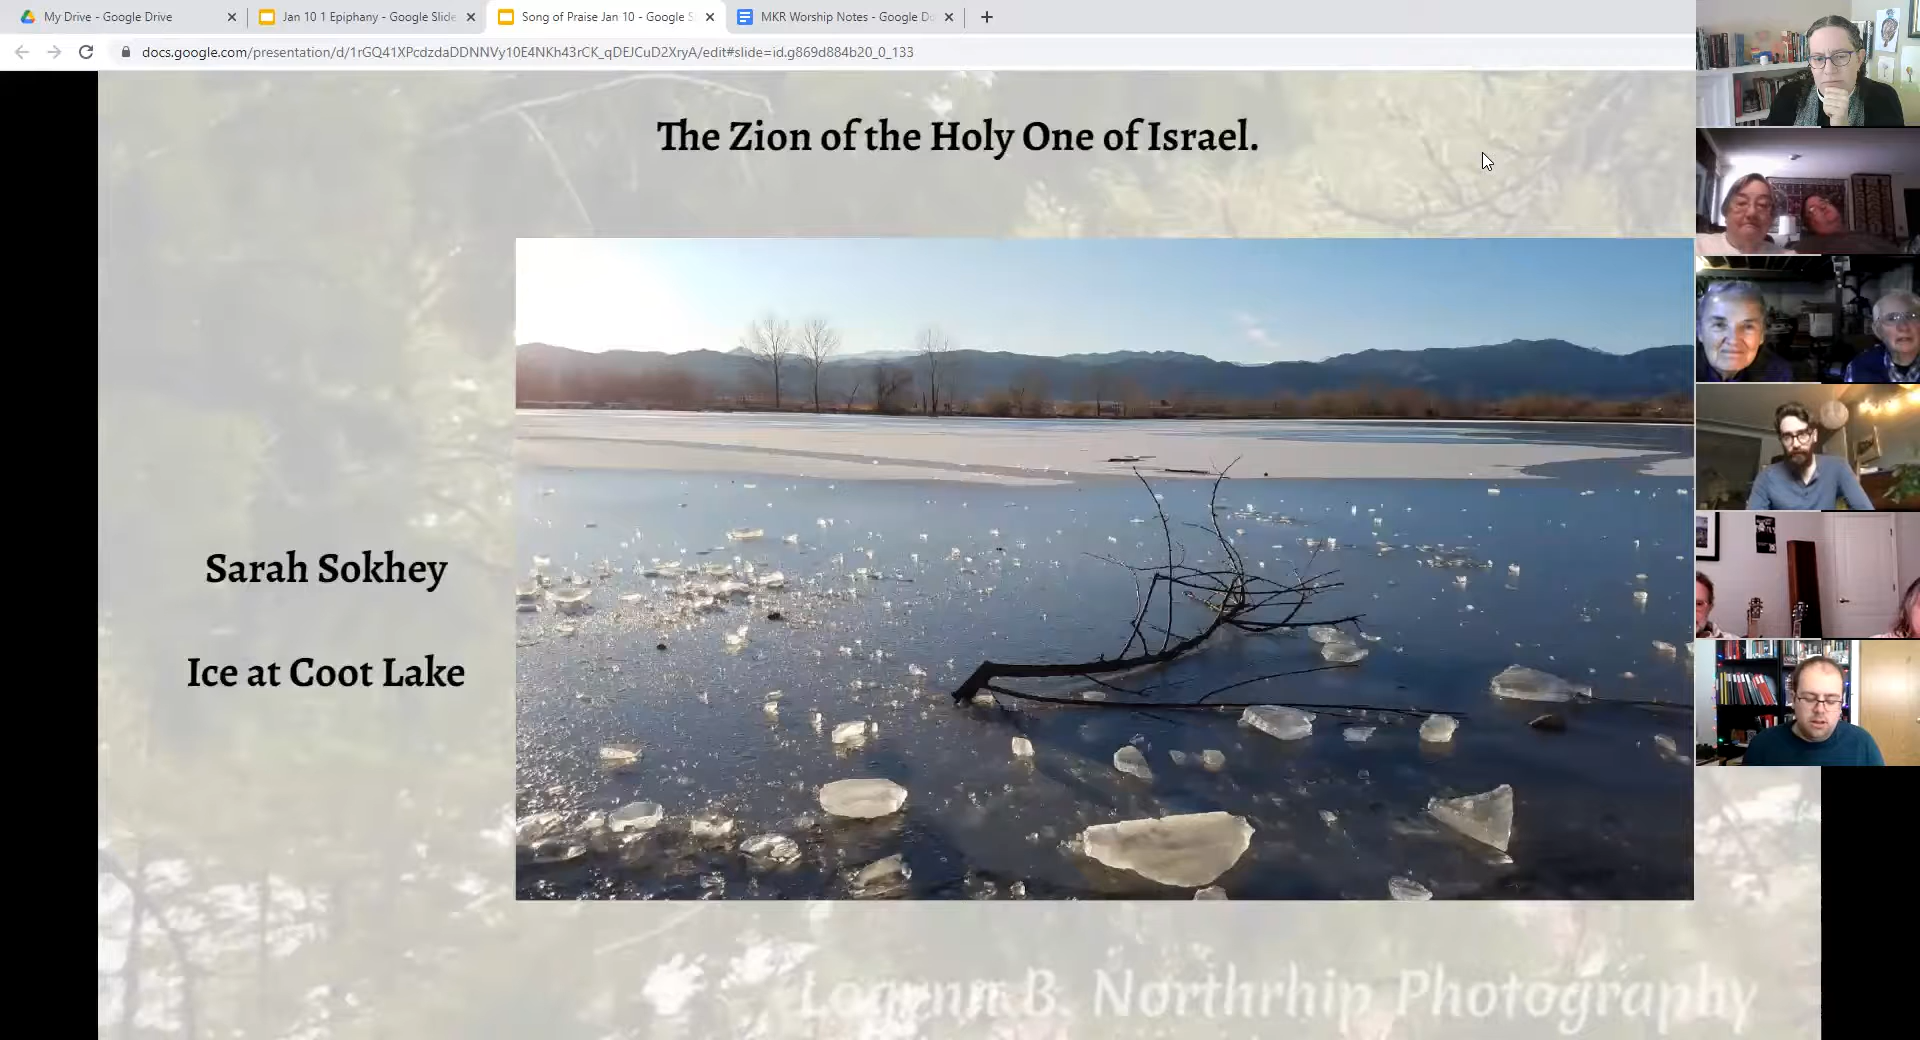 My Drive - Google Drive
Jan 10 1 Epiphany - Google Slide
Song of Praise Jan 10 - Google S
MKR Worship Notes - Google Do
docs.google.com/presentation/d/1rGQ41XPcdzdaDDNNVy10E4NKh43rCK_qDEJCuD2XryA/edit#slide=id.g869d884b20_0_133
The Zion of the Holy One of Israel.
Sarah Sokhey
Ice at Coot Lake
B. Northrhip Photography